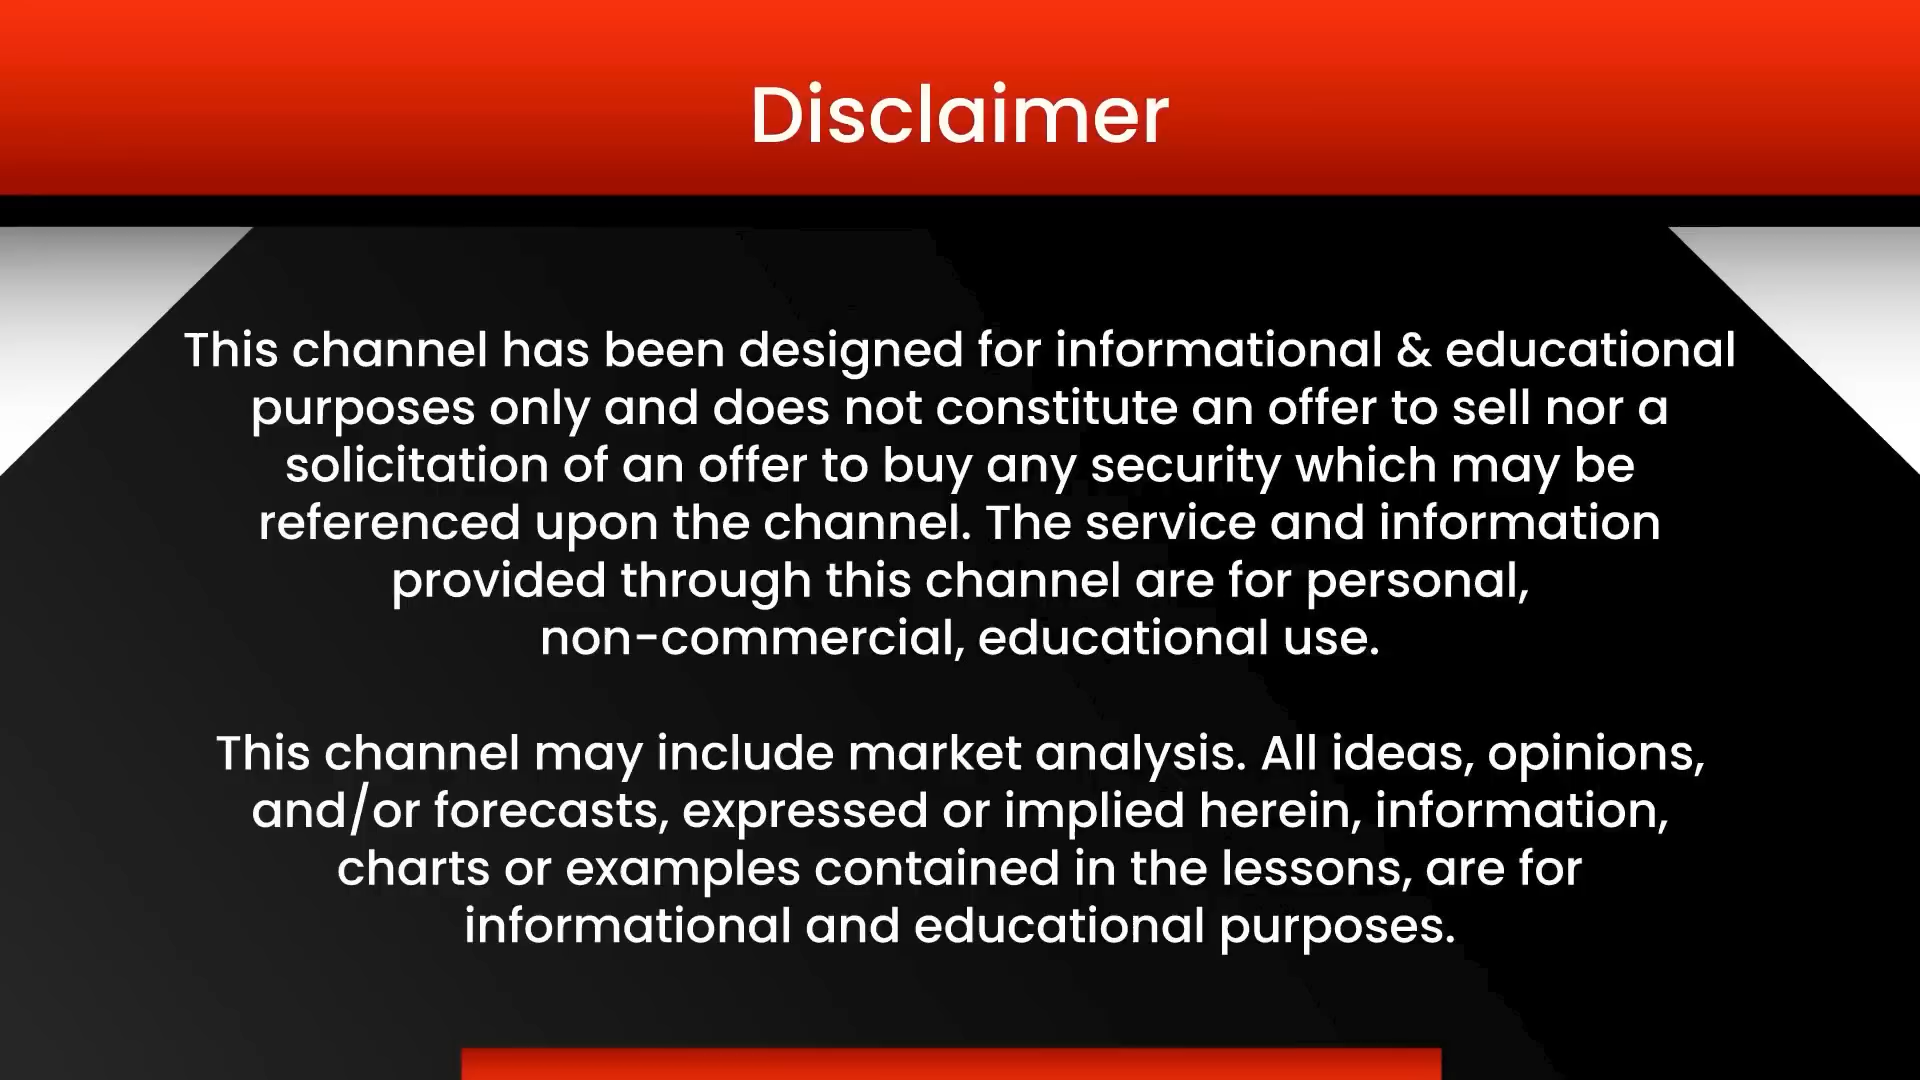 Disclaimer
This channel has been designed for informational & educational
purposes only and does not constitute an offer to sell nor a
solicitation of an offer to buy any security which may be
referenced upon the channel. The service and information
provided through this channel are for personal,
non-commercial, educational use.
This channel may include market analysis. All ideas, opinions,
and/or forecasts, expressed or implied herein, information,
charts or examples contained in the lessons, are for
informational and educational purposes.